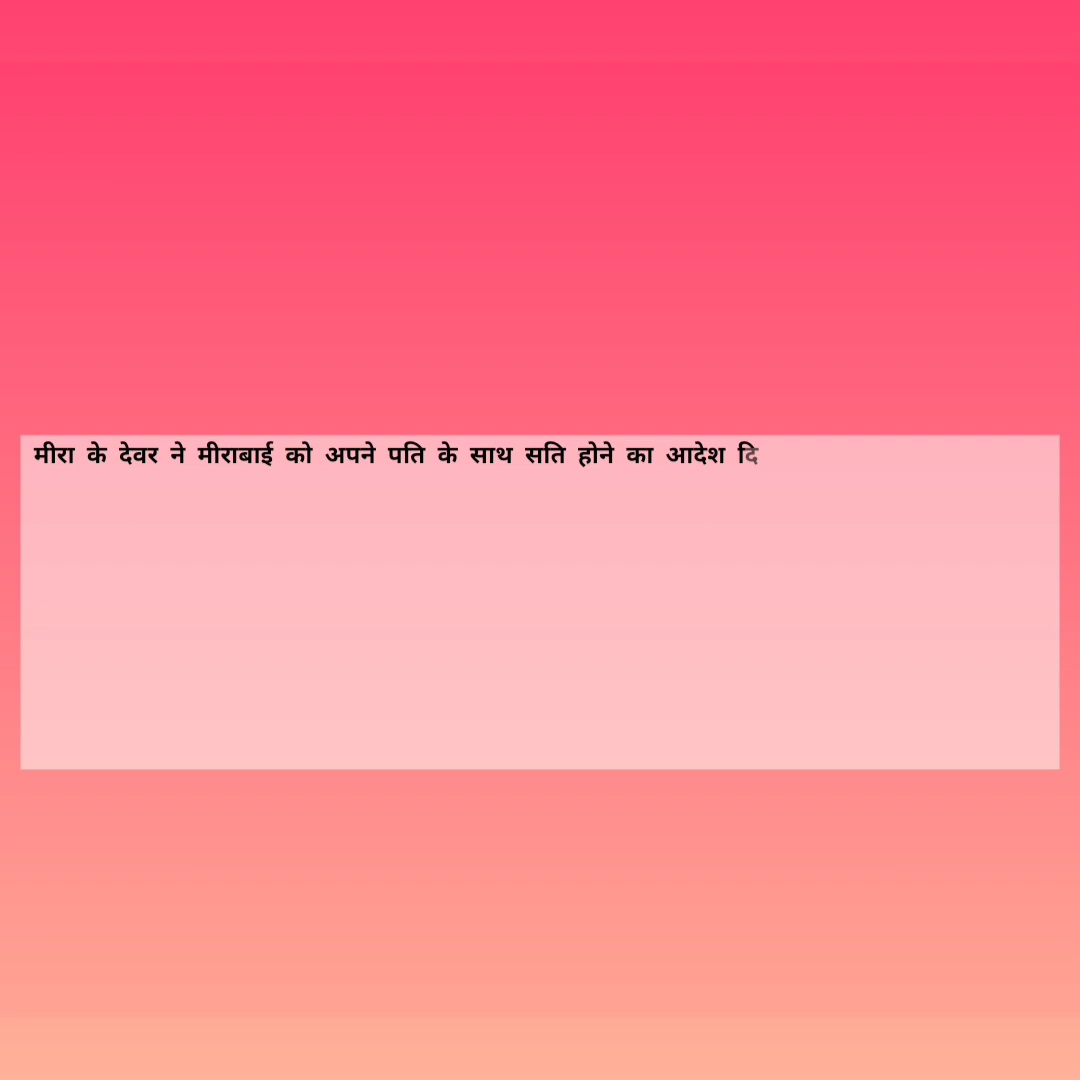 मीरा के देवर ने मीराबाई को अपने पति के साथ सति होने का आदेश दि